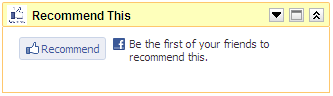 Recommend This
Recommend
Be the first of your friends to
recommend this.